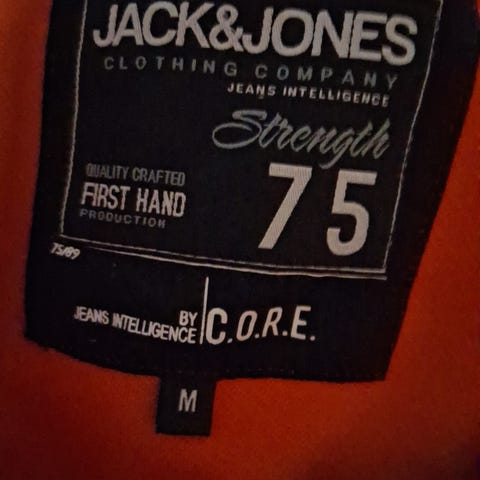 JACK&JONES
CLOTHING COMPANY
JEANS INTELLIGENCE
Strength
QUALITY CRAFTED
FIRST HAND
PRODUCTION
75
75/89
JEANS INTELLIGENCE BY C.O.R.E.
M